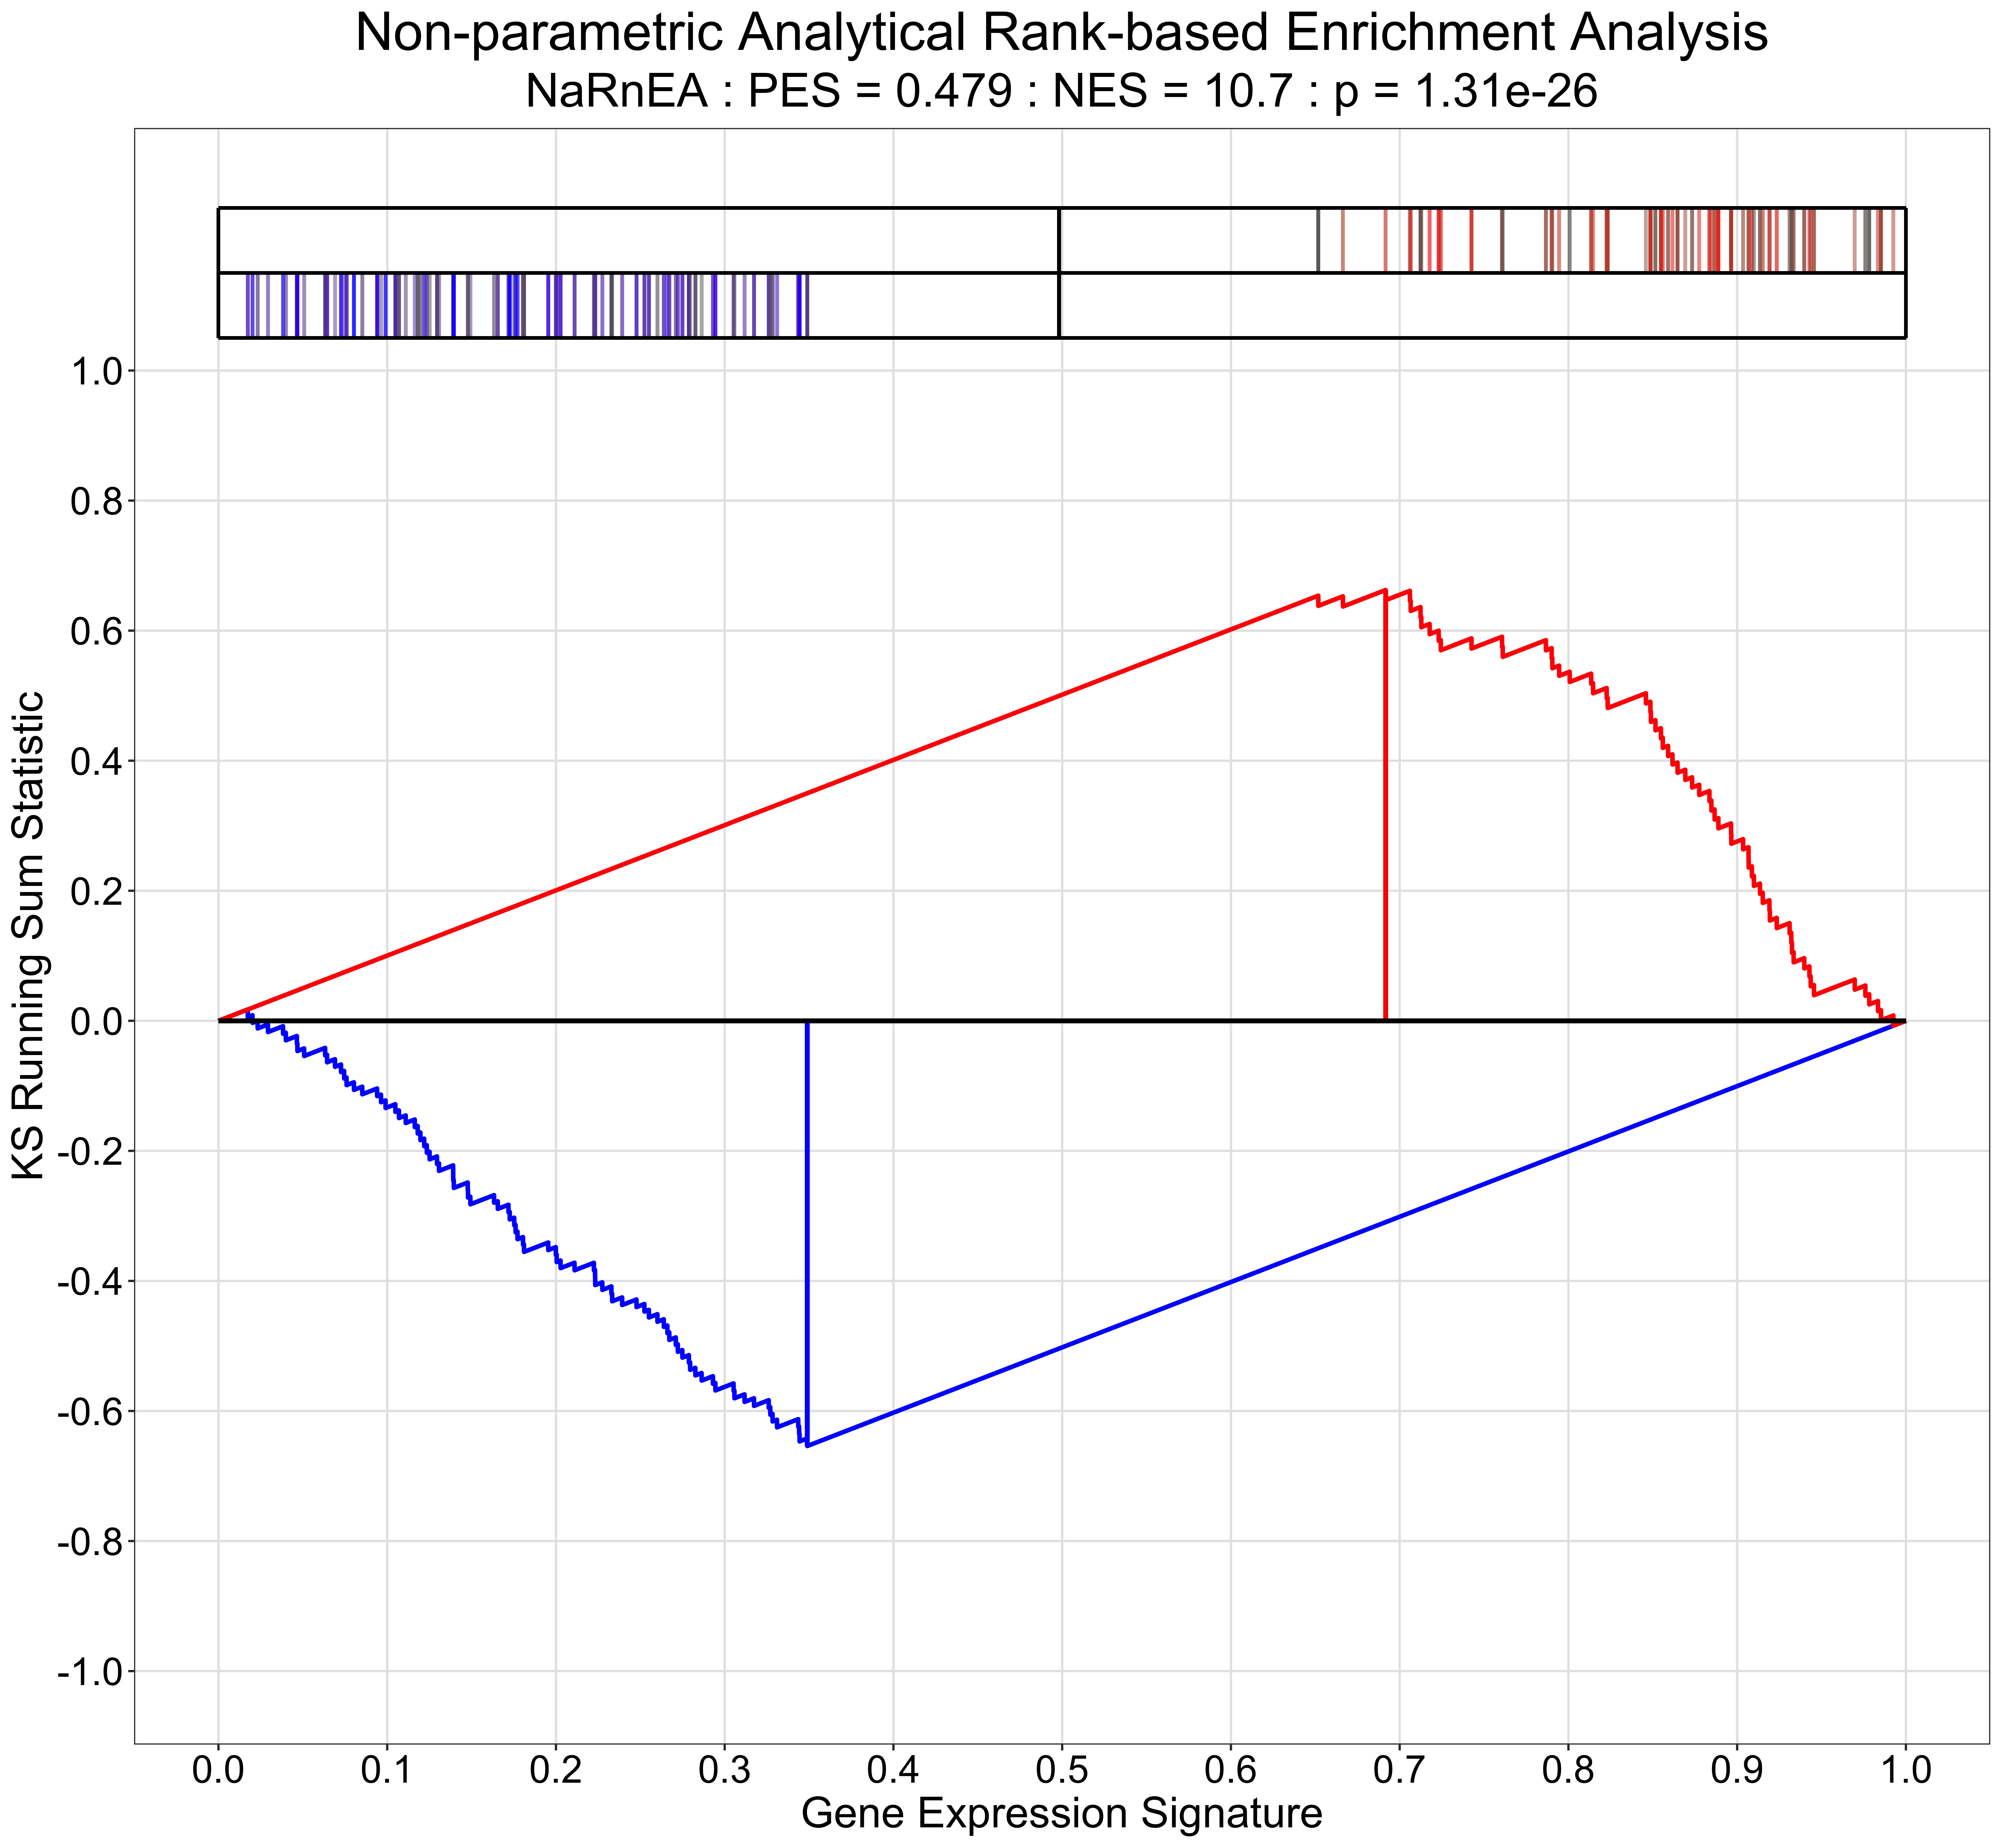 Non-parametric Analytical Rank-based Enrichment Analysis
NaRnEA : PES = 0.479 : NES = 10.7 : p = 1.31e-26
1.0
0.8
0.6
0.4
0.2
0.0
-0.2
-0.4
-0.6
-0.8
-1.0
KS Running Sum Statistic
0.0 0.1 0.2 0.3 0.4 0.5 0.6 0.7 0.8 0.9 1.0
Gene Expression Signature